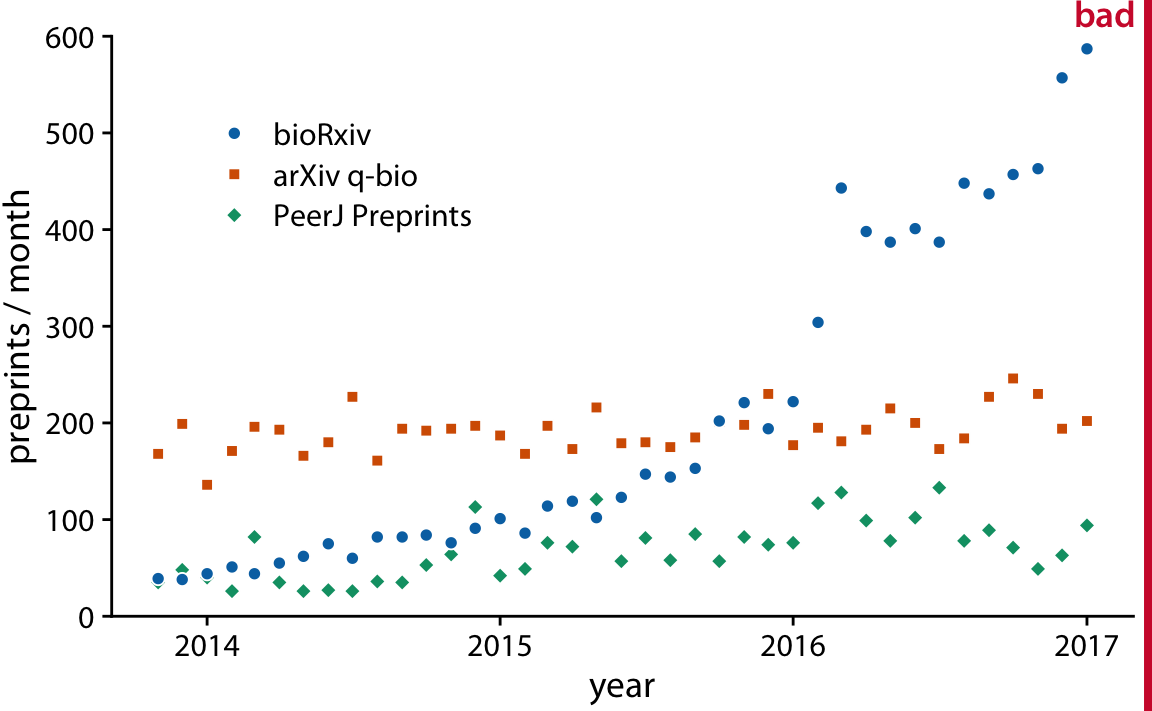 bad
600
500
400
300
200
100
0
preprints / month
bioRxiv
arXiv q-bio
PeerJ Preprints
2014 2015 2016 2017
year